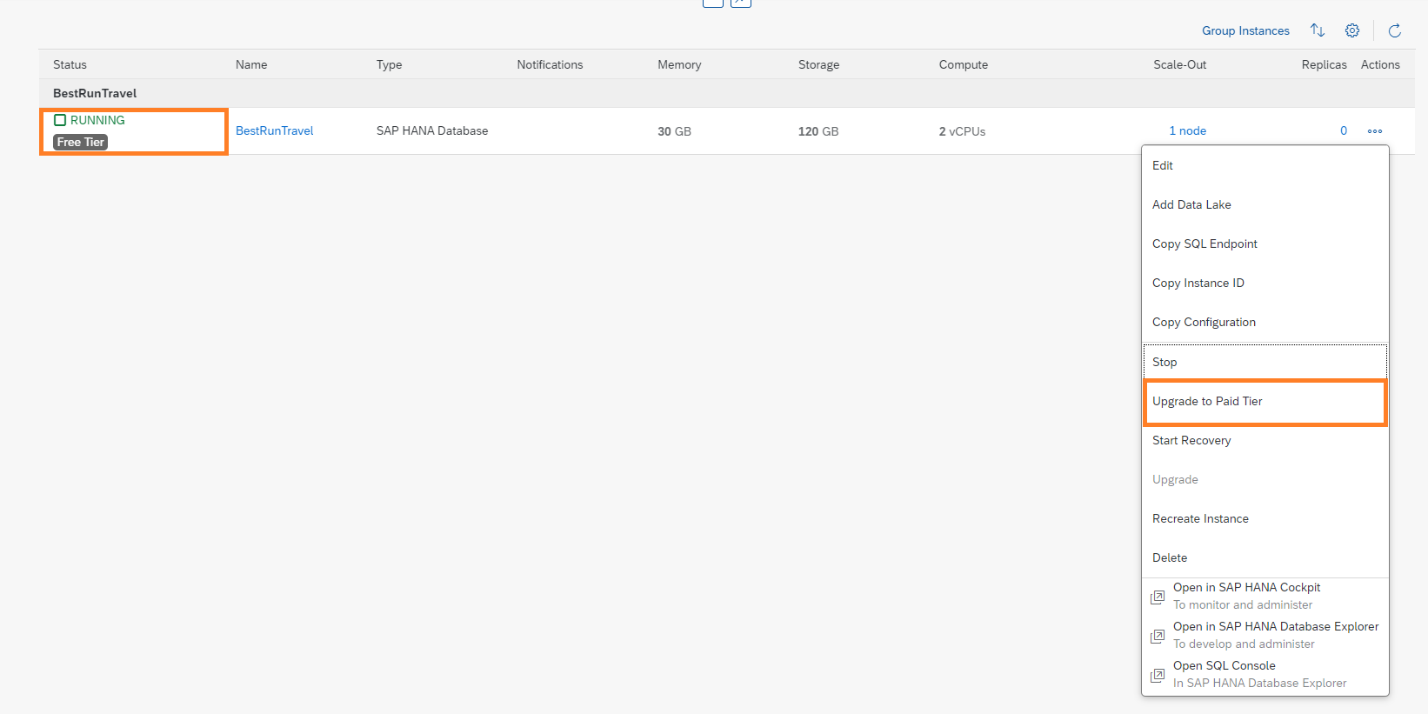 Group Instances
Status Name Type Notifications Memory Storage Compute Scale-Out Replicas Actions
BestRunTravel
RUNNING
Free Tier
BestRunTravel SAP HANA Database 30 GB 120 GB 2 vCPUs 1 node 0
Edit
Add Data Lake
Copy SQL Endpoint
Copy Instance ID
Copy Configuration
Stop
Upgrade to Paid Tier
Start Recovery
Upgrade
Recreate Instance
Delete
Open in SAP HANA Cockpit
To monitor and administer
Open in SAP HANA Database Explorer
To develop and administer
Open SQL Console
In SAP HANA Database Explorer